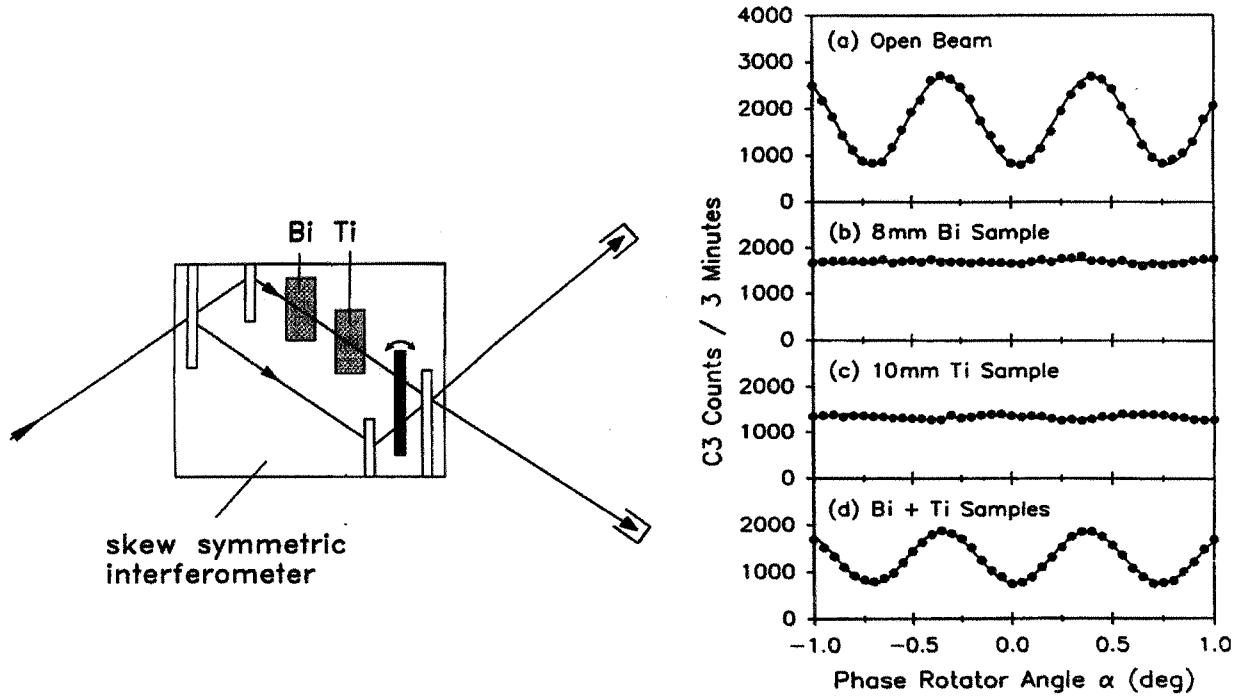 Bi Ti
skew symmetric
interferometer
C3 Counts / 3 Minutes
4000
(a) Open Beam
3000
2000
1000
0
(b) 8mm Bi Sample
2000
1000
0
(c) 10mm Ti Sample
2000
1000
0
(d) Bi + Ti Samples
2000
1000
0
−1.0 −0.5 0.0 0.5 1.0
Phase Rotator Angle α (deg)